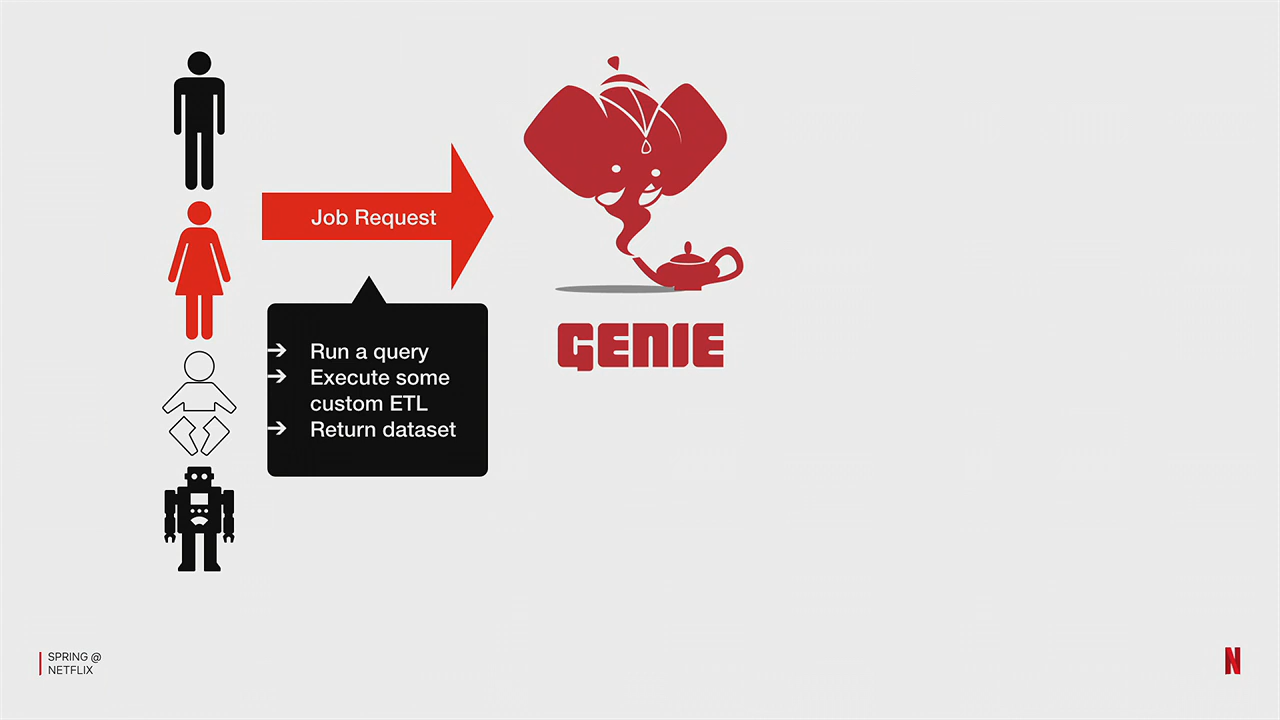 Job Request
GENIE
➔ Run a query
➔ Execute some
custom ETL
➔ Return dataset
SPRING @
NETFLIX
N